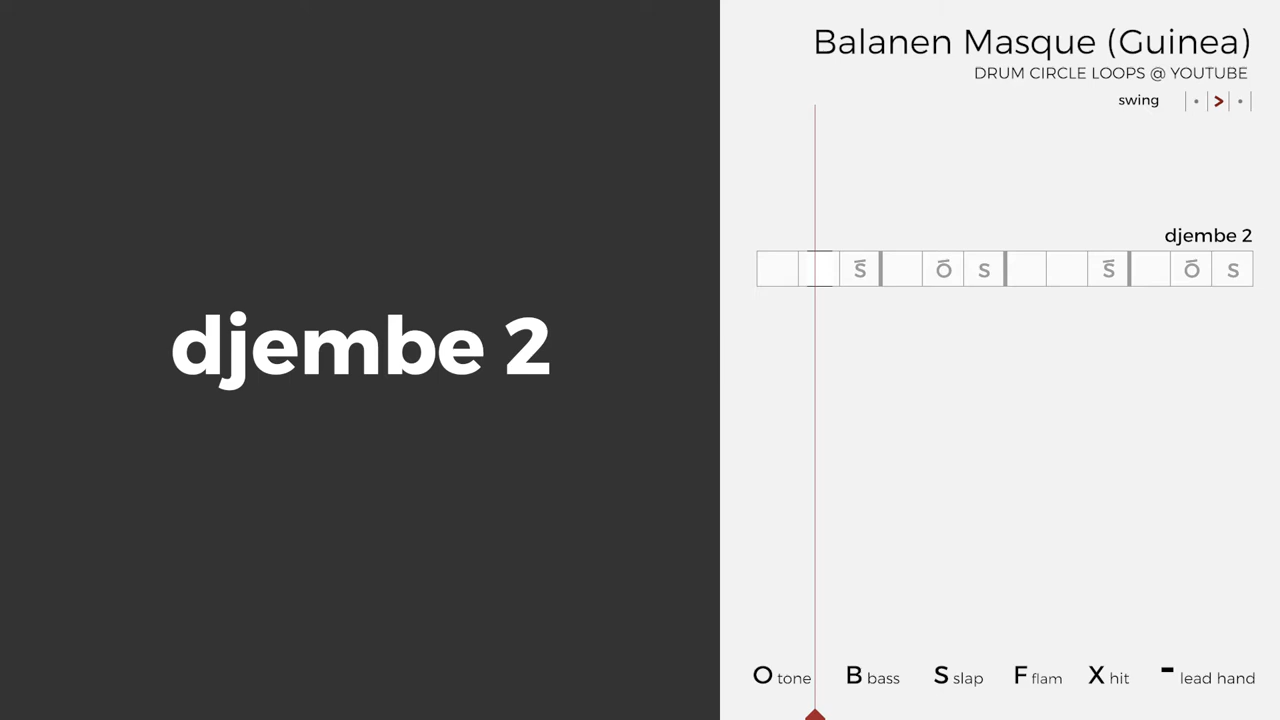 djembe 2
Balanen Masque (Guinea)
DRUM CIRCLE LOOPS @ YOUTUBE
swing | • | > | • |
djembe 2
S̄ Ō S S̄ Ō S
O tone B bass S slap F flam X hit - lead hand